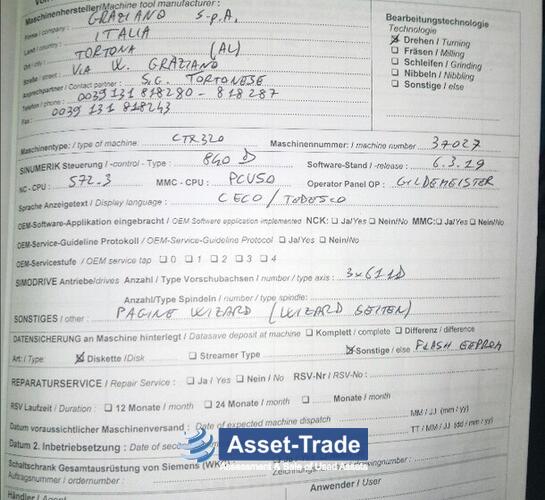 Maschinenhersteller/Machine tool manufacturer :
Firma / company : GRAZIANO S.p.A.
Land / country : ITALIA
Ort / city : TORTONA (AL)
Straße / street : VIA W. GRAZIANO
Ansprechpartner / Contact partner : S.G. TORTONESE
Telefon / phone : 0039 131 818280 - 818287
Fax : 0039 131 818243
Bearbeitungstechnologie
Technologie
☒ Drehen / Turning
☐ Fräsen / Milling
☐ Schleifen / Grinding
☐ Nibbeln / Nibbling
☐ Sonstige / else
Maschinentype / type of machine: CTR320 Maschinennummer / machine number 37027
SINUMERIK Steuerung / -control - Type : 840 D Software-Stand / -release : 6.3.19
NC - CPU : 572.3 MMC - CPU : PCU50 Operator Panel OP : GILDEMEISTER
Sprache Anzeigetext / Display language : CECO / TEDESCO
OEM-Software-Applikation eingebracht / OEM Software application implemented NCK: ☐ Ja/Yes ☐ Nein/No MMC: ☐ Ja/Yes ☐ Nein/No
OEM-Service-Guideline Protokoll / OEM-Service-Guideline Protocol ☐ Ja/Yes ☐ Nein/No
OEM-Servicestufe / OEM service tap ☐ 0 ☐ 1 ☐ 2 ☐ 3 ☐ 4
SIMODRIVE Antriebe/drives Anzahl / Type Vorschubachsen / number / type axis : 3x611D
Anzahl/Type Spindeln / number / type spindle:
SONSTIGES / other : PAGINE WIZARD (WIZARD SEITEN)
DATENSICHERUNG an Maschine hinterlegt / Datasave deposit at machine ☐ Komplett / complete ☐ Differenz / difference
Art: / Type: ☒ Diskette /Disk ☐ Streamer Type ☒ Sonstige / else FLASH EEPROM
REPARATURSERVICE / Repair Service : ☐ Ja / Yes ☐ Nein / No RSV-Nr / RSV-No :
RSV Laufzeit / Duration : ☐ 12 Monate / month ☐ 24 Monate / month ☐ Monate / month
Datum voraussichtlicher Maschinenversand : Date of expected machine dispatch MM / JJ (mm / yy)
Datum 2. Inbetriebsetzung : Date of TT / MM / JJ (mm / yy)
Schaltschrank Gesamtausrüstung von Siemens
Auftragsnummer / ordernumber :
Anwender / User
Händler / Agent
Asset-Trade
Assessment & Sale of Used Assets